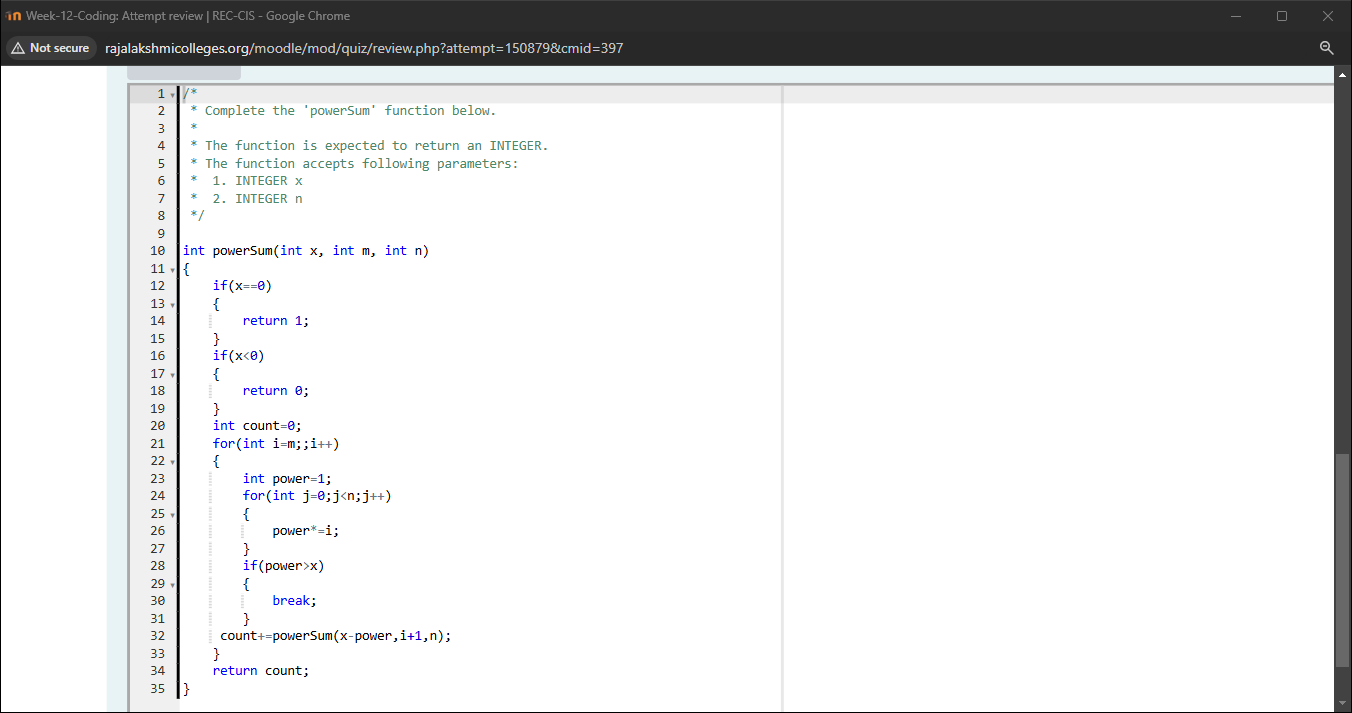 Week-12-Coding: Attempt review | REC-CIS - Google Chrome
Not secure rajalakshmicolleges.org/moodle/mod/quiz/review.php?attempt=150879&cmid=397
1 /*
2  * Complete the 'powerSum' function below.
3  *
4  * The function is expected to return an INTEGER.
5  * The function accepts following parameters:
6  *  1. INTEGER x
7  *  2. INTEGER n
8  */
9
10 int powerSum(int x, int m, int n)
11 {
12     if(x==0)
13     {
14         return 1;
15     }
16     if(x<0)
17     {
18         return 0;
19     }
20     int count=0;
21     for(int i=m;;i++)
22     {
23         int power=1;
24         for(int j=0;j<n;j++)
25         {
26             power*=i;
27         }
28         if(power>x)
29         {
30             break;
31         }
32      count+=powerSum(x-power,i+1,n);
33     }
34     return count;
35 }